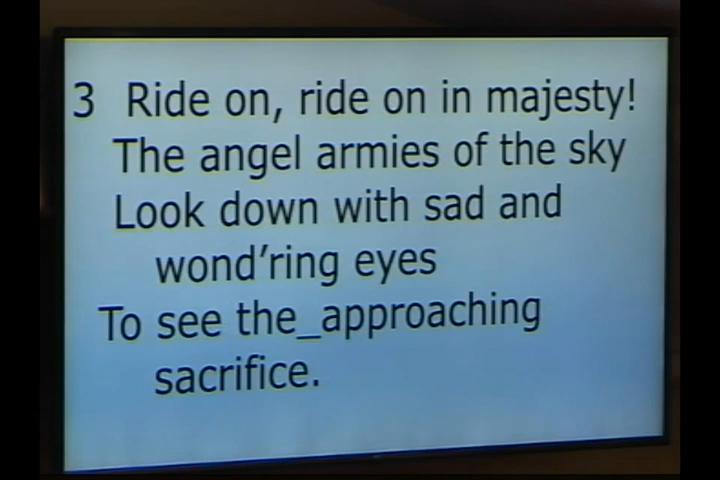 3 Ride on, ride on in majesty!
The angel armies of the sky
Look down with sad and
wond'ring eyes
To see the_approaching
sacrifice.